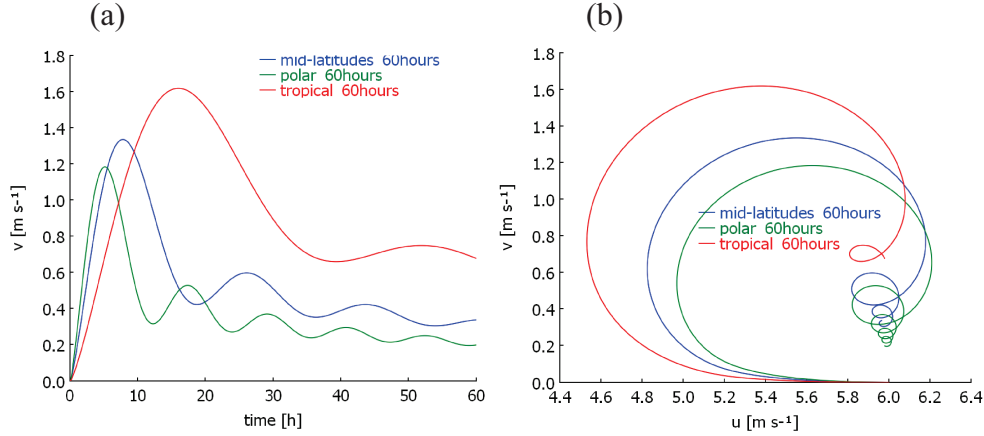 (a)
1.8
1.6
1.4
1.2
1.0
0.8
0.6
0.4
0.2
0.0
v [m s⁻¹]
mid-latitudes 60hours
polar 60hours
tropical 60hours
0 10 20 30 40 50 60
time [h]
(b)
1.8
1.6
1.4
1.2
1.0
0.8
0.6
0.4
0.2
0.0
v [m s⁻¹]
mid-latitudes 60hours
polar 60hours
tropical 60hours
4.4 4.6 4.8 5.0 5.2 5.4 5.6 5.8 6.0 6.2 6.4
u [m s⁻¹]